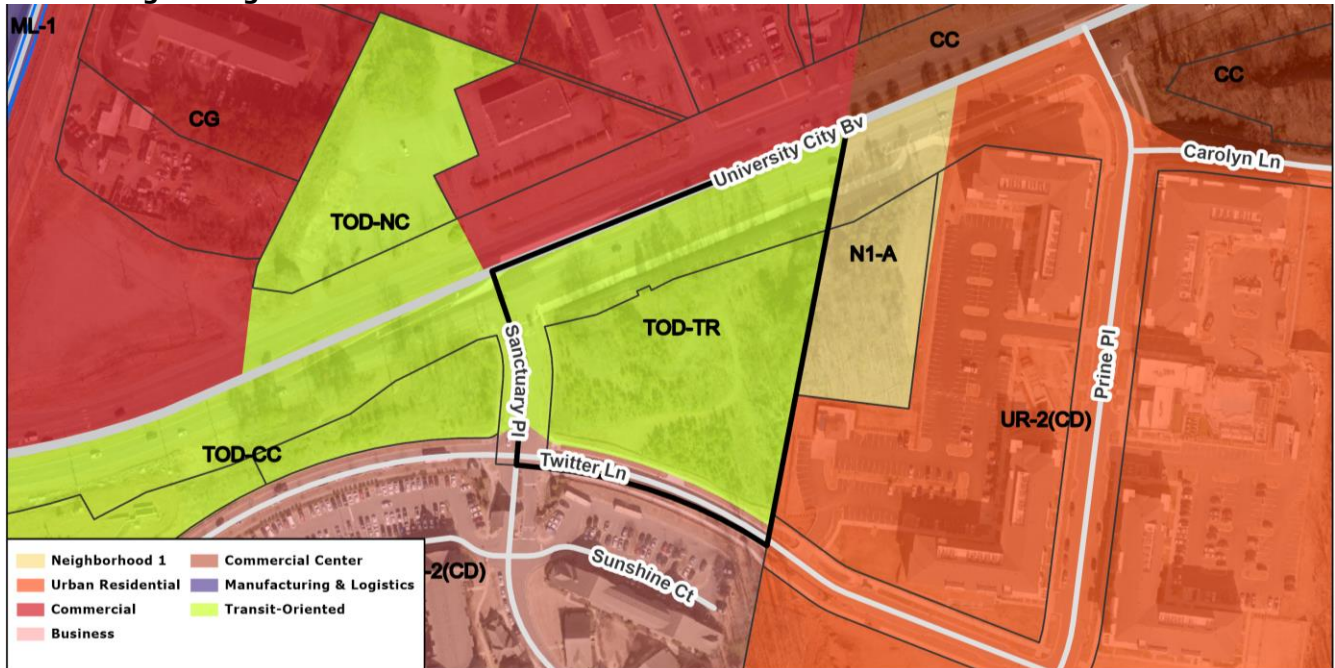 ML-1
CC
CC
CG
University City Bv
Carolyn Ln
TOD-NC
N1-A
TOD-TR
Sanctuary Pl
Prine Pl
UR-2(CD)
TOD-CC
Twitter Ln
Sunshine Ct
-2(CD)
Neighborhood 1
Urban Residential
Commercial
Business
Commercial Center
Manufacturing & Logistics
Transit-Oriented